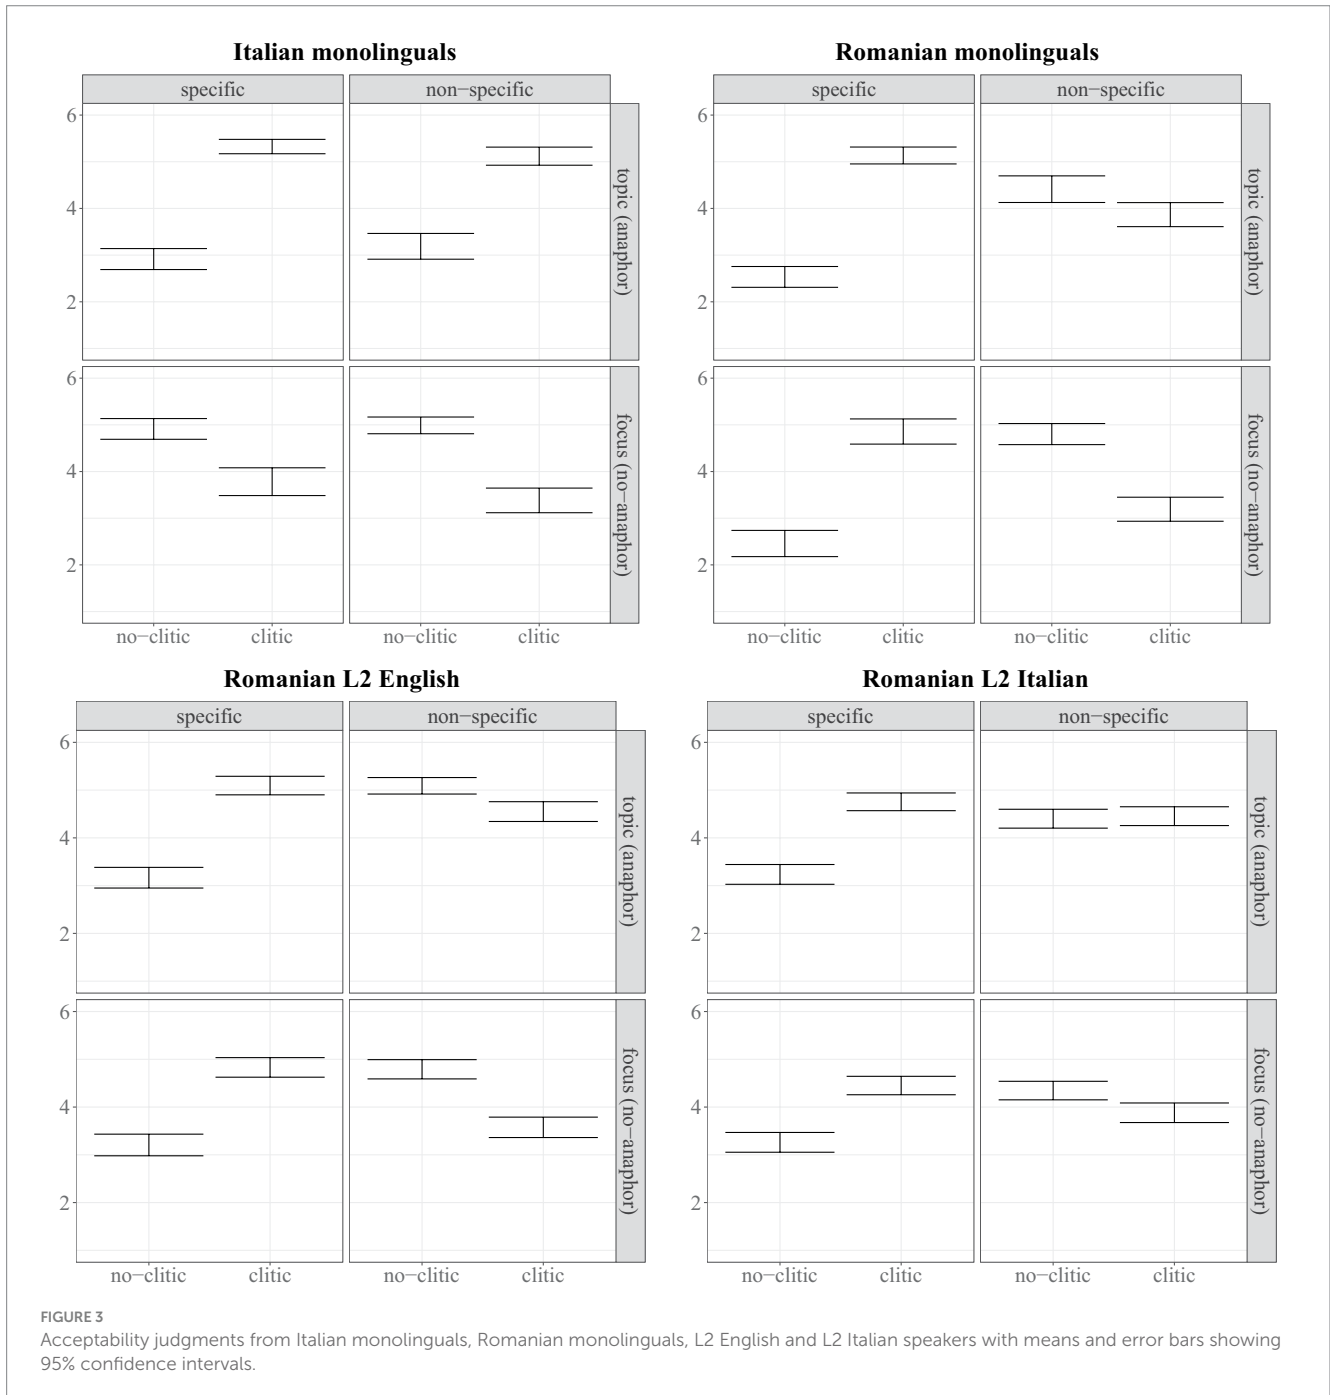 Italian monolinguals
specific
non−specific
6
4
2
topic (anaphor)
6
4
2
focus (no−anaphor)
no−clitic
clitic
no−clitic
clitic
Romanian monolinguals
specific
non−specific
6
4
2
topic (anaphor)
6
4
2
focus (no−anaphor)
no−clitic
clitic
no−clitic
clitic
Romanian L2 English
specific
non−specific
6
4
2
topic (anaphor)
6
4
2
focus (no−anaphor)
no−clitic
clitic
no−clitic
clitic
Romanian L2 Italian
specific
non−specific
6
4
2
topic (anaphor)
6
4
2
focus (no−anaphor)
no−clitic
clitic
no−clitic
clitic
FIGURE 3
Acceptability judgments from Italian monolinguals, Romanian monolinguals, L2 English and L2 Italian speakers with means and error bars showing
95% confidence intervals.